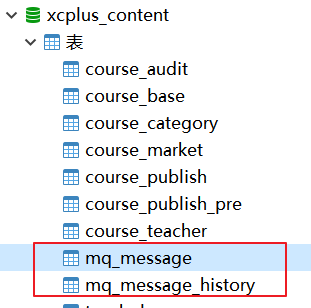 xcplus_content
表
course_audit
course_base
course_category
course_market
course_publish
course_publish_pre
course_teacher
mq_message
mq_message_history